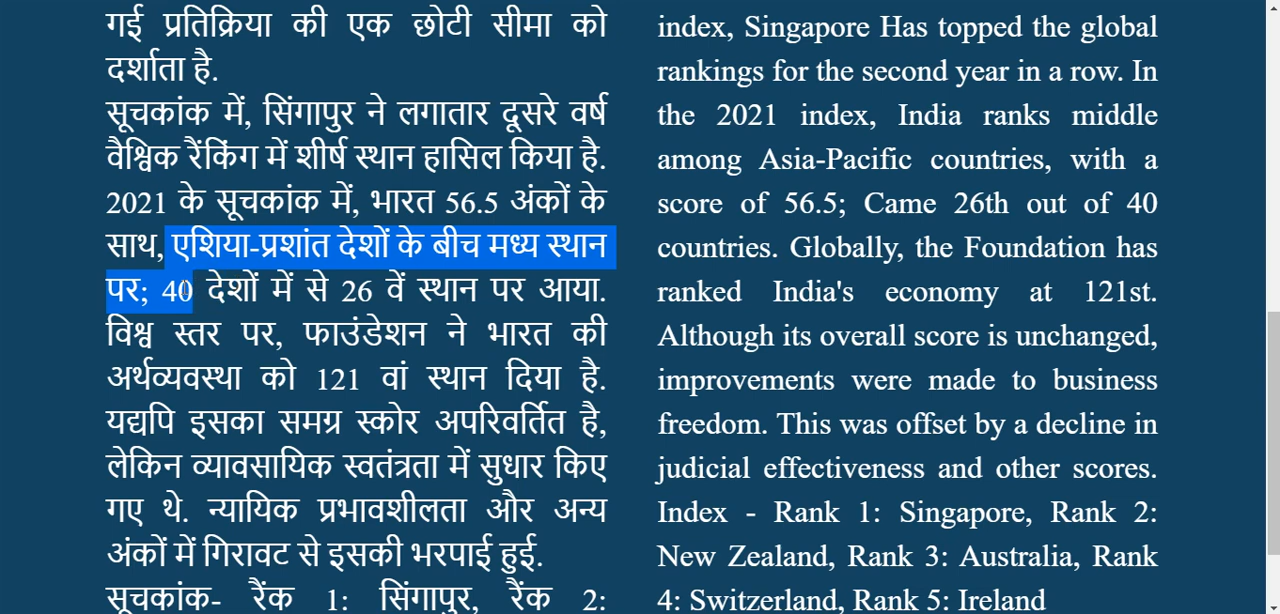 गई प्रतिक्रिया की एक छोटी सीमा को
दर्शाता है.
सूचकांक में, सिंगापुर ने लगातार दूसरे वर्ष
वैश्विक रैंकिंग में शीर्ष स्थान हासिल किया है.
2021 के सूचकांक में, भारत 56.5 अंकों के
साथ, एशिया-प्रशांत देशों के बीच मध्य स्थान
पर; 40 देशों में से 26 वें स्थान पर आया.
विश्व स्तर पर, फाउंडेशन ने भारत की
अर्थव्यवस्था को 121 वां स्थान दिया है.
यद्यपि इसका समग्र स्कोर अपरिवर्तित है,
लेकिन व्यावसायिक स्वतंत्रता में सुधार किए
गए थे. न्यायिक प्रभावशीलता और अन्य
अंकों में गिरावट से इसकी भरपाई हुई.
सूचकांक- रैंक 1: सिंगापुर, रैंक 2:
index, Singapore Has topped the global
rankings for the second year in a row. In
the 2021 index, India ranks middle
among Asia-Pacific countries, with a
score of 56.5; Came 26th out of 40
countries. Globally, the Foundation has
ranked India's economy at 121st.
Although its overall score is unchanged,
improvements were made to business
freedom. This was offset by a decline in
judicial effectiveness and other scores.
Index - Rank 1: Singapore, Rank 2:
New Zealand, Rank 3: Australia, Rank
4: Switzerland, Rank 5: Ireland